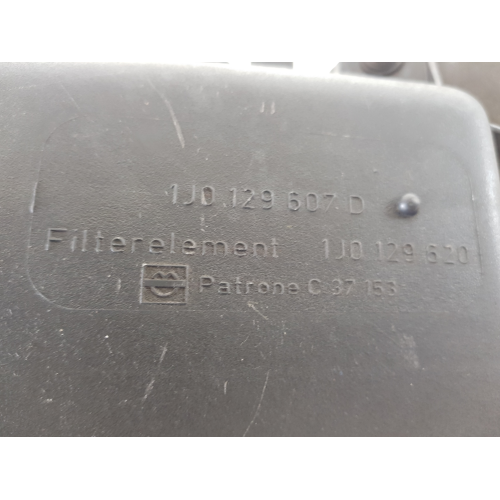 1J0.129 607 D
Filterelement 1J0 129 620
Patrone C 37 153